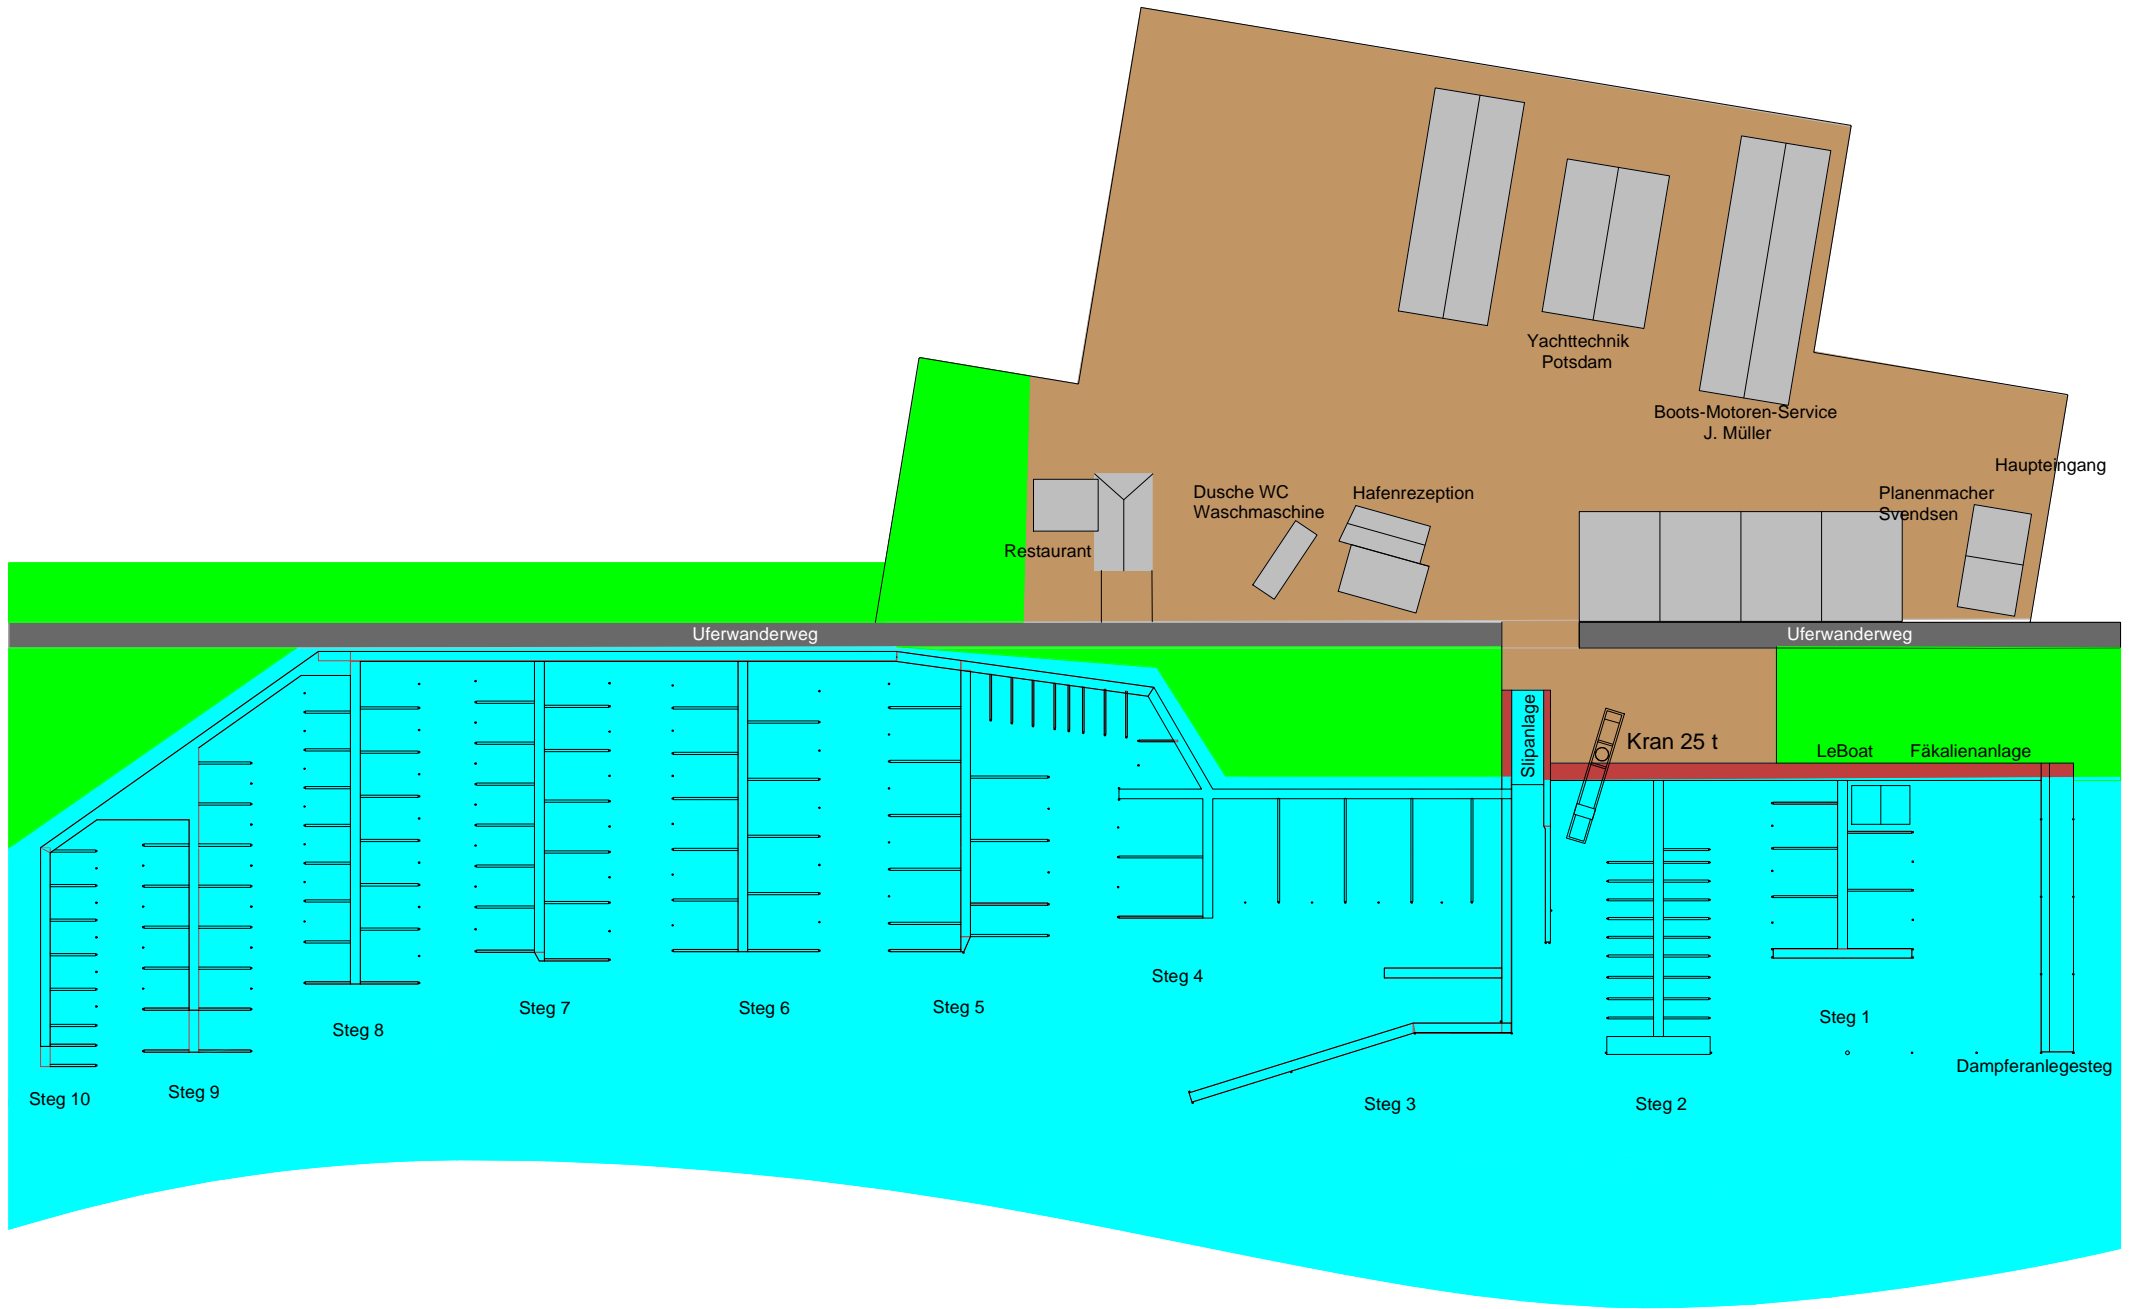 Yachttechnik
Potsdam
Boots-Motoren-Service
J. Müller
Haupteingang
Dusche WC
Waschmaschine
Hafenrezeption
Planenmacher
Svendsen
Restaurant
Uferwanderweg
Uferwanderweg
Slipanlage
Kran 25 t
LeBoat
Fäkalienanlage
Steg 4
Steg 5
Steg 6
Steg 7
Steg 8
Steg 1
Dampferanlegesteg
Steg 9
Steg 10
Steg 3
Steg 2